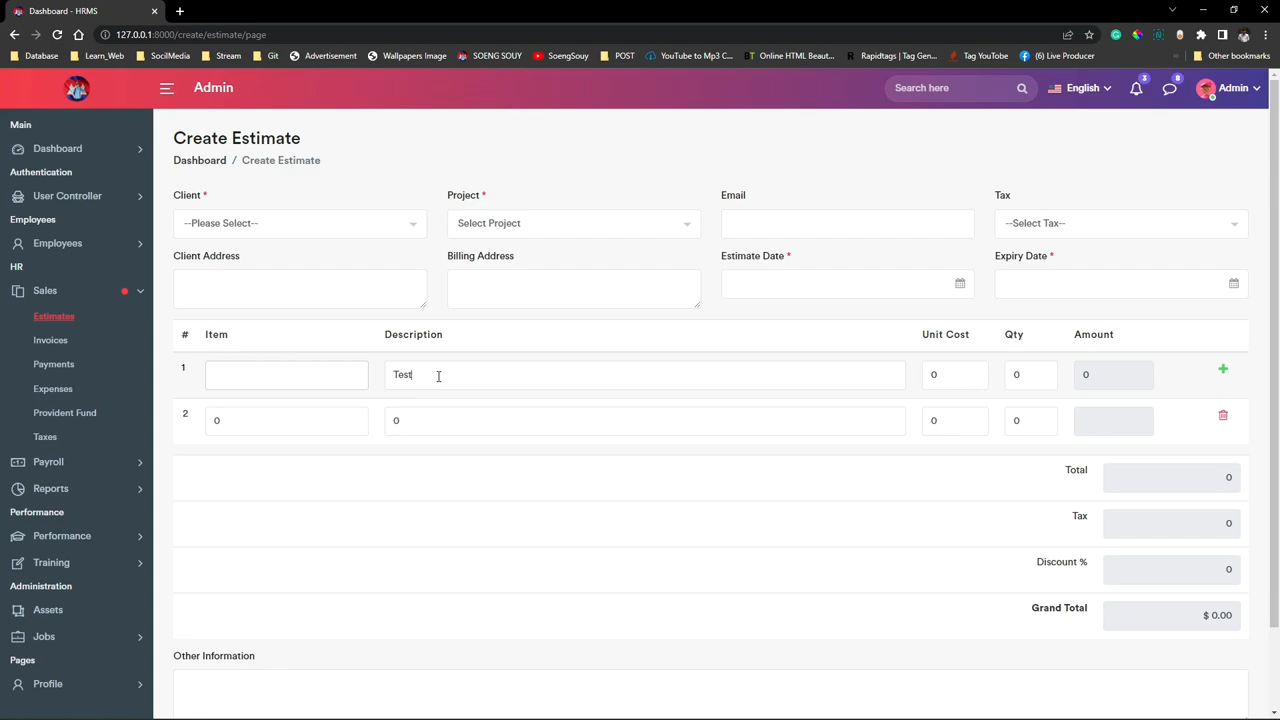 Dashboard - HRMS
127.0.0.1:8000/create/estimate/page
Database
Learn_Web
SocilMedia
Stream
Git
Advertisement
Wallpapers Image
SOENG SOUY
SoengSouy
POST
YouTube to Mp3 C...
Online HTML Beaut...
Rapidtags | Tag Gener...
Tag YouTube
(6) Live Producer
Other bookmarks
Admin
Search here
English
3
8
Admin
Main
Dashboard
Authentication
User Controller
Employees
Employees
HR
Sales
Estimates
Invoices
Payments
Expenses
Provident Fund
Taxes
Payroll
Reports
Performance
Performance
Training
Administration
Assets
Jobs
Pages
Profile
Create Estimate
Dashboard / Create Estimate
Client * Project * Email Tax
--Please Select-- Select Project --Select Tax--
Client Address Billing Address Estimate Date * Expiry Date *
# Item Description Unit Cost Qty Amount
1 Test 0 0 0
2 0 0 0 0
Total 0
Tax 0
Discount % 0
Grand Total $ 0.00
Other Information